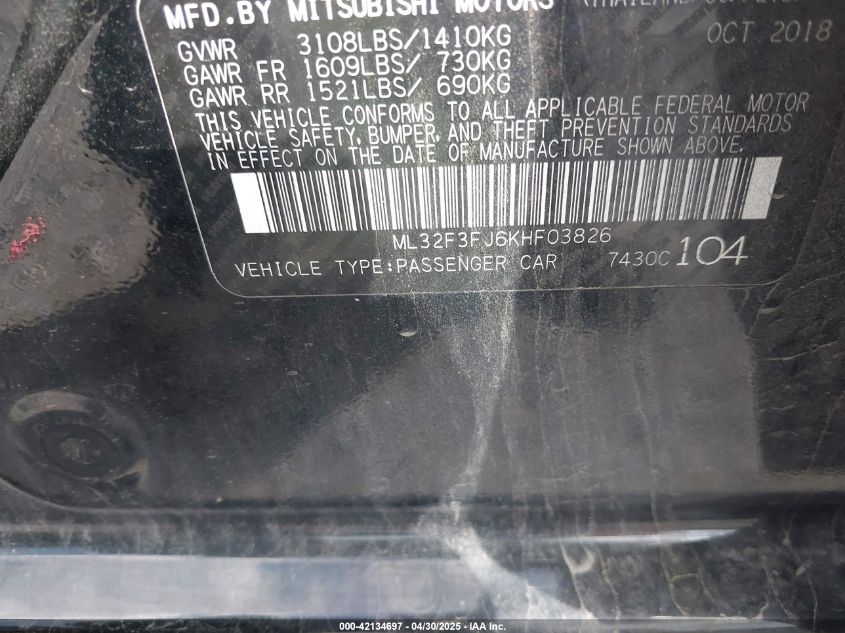 MFD. BY MITSUBISHI MOTORS
OCT 2018
GVWR 3108LBS/1410KG
GAWR FR 1609LBS/ 730KG
GAWR RR 1521LBS/ 690KG
THIS VEHICLE CONFORMS TO ALL APPLICABLE FEDERAL MOTOR
VEHICLE SAFETY, BUMPER, AND THEFT PREVENTION STANDARDS
IN EFFECT ON THE DATE OF MANUFACTURE SHOWN ABOVE.
ML32F3FJ6KHF03826
VEHICLE TYPE:PASSENGER CAR 7430C 104
000-42134697 - 04/30/2025 - IAA Inc.